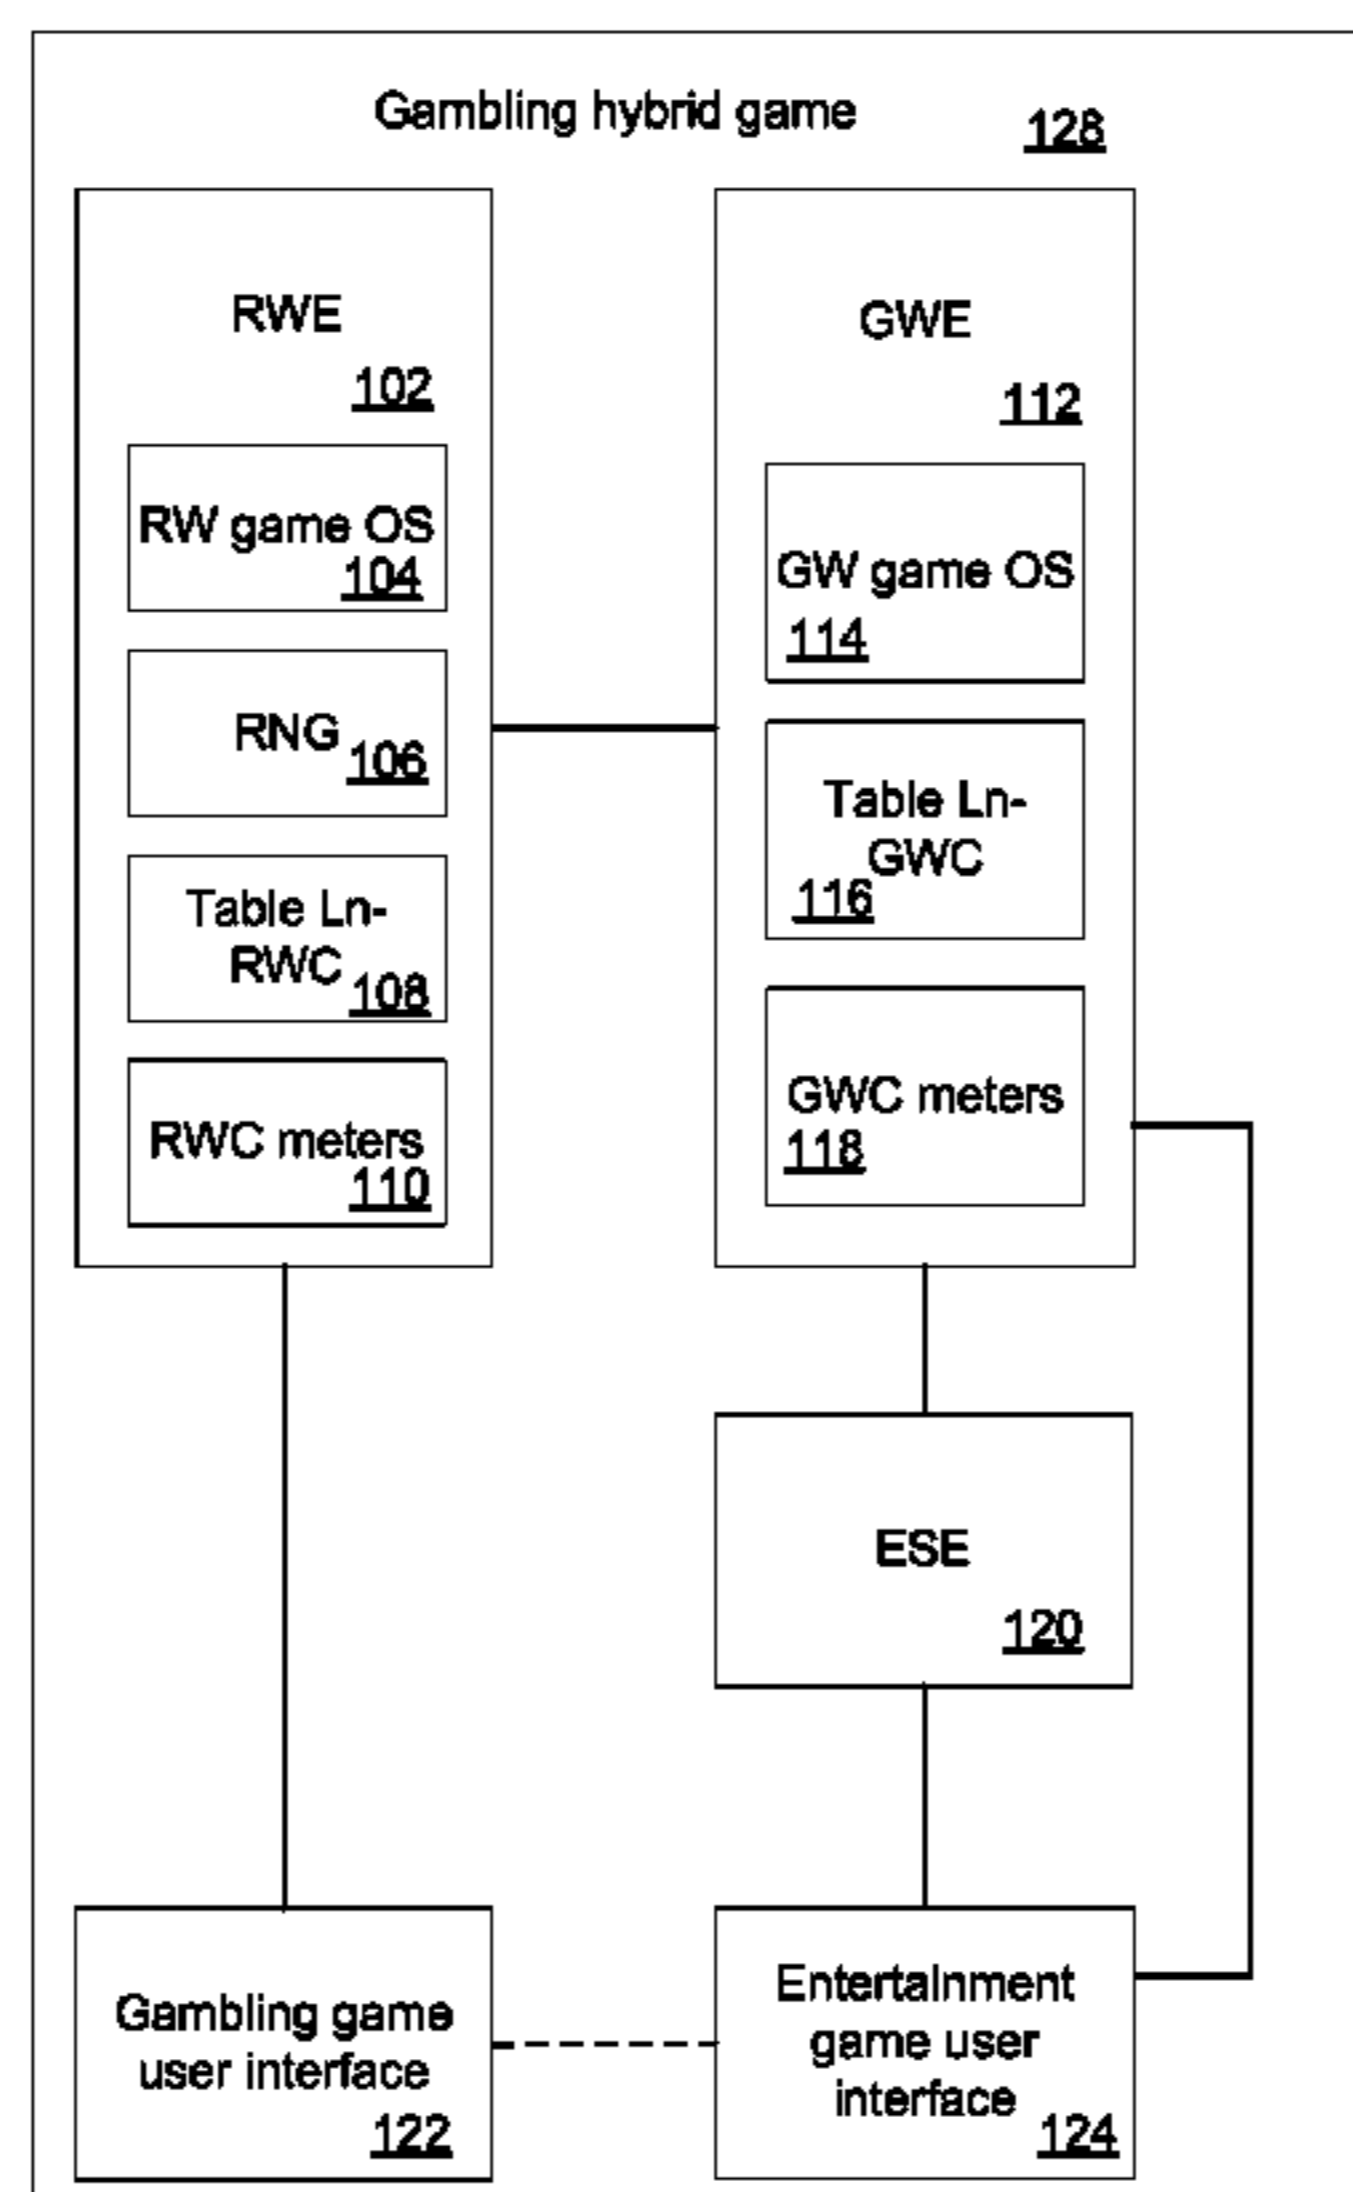 Gambling hybrid game
128
RWE
102
RW game OS
104
RNG
106
Table Ln-
RWC
108
RWC meters
110
GWE
112
GW game OS
114
Table Ln-
GWC
116
GWC meters
118
ESE
120
Gambling game
user interface
122
Entertainment
game user
interface
124